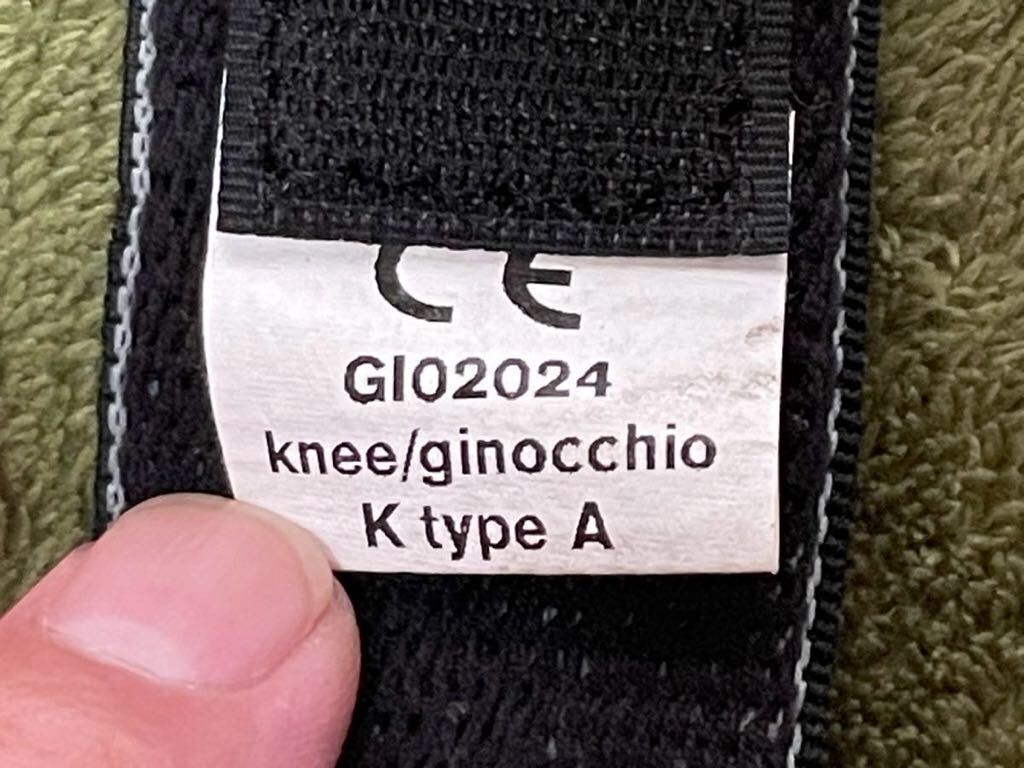 CE
GI02024
knee/ginocchio
K type A